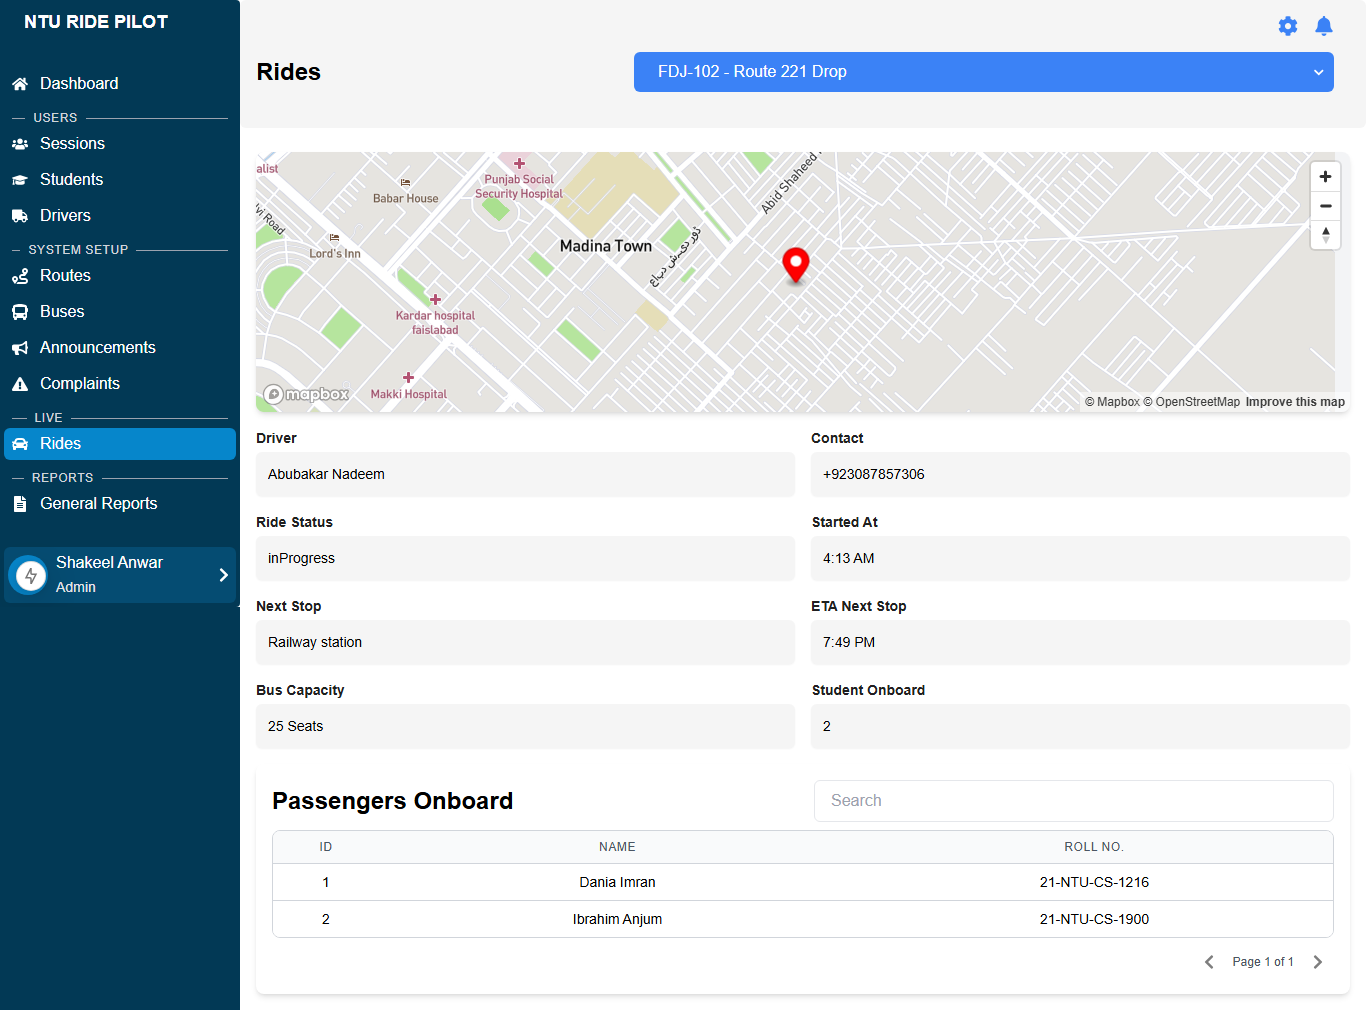 NTU RIDE PILOT
Dashboard
USERS
Sessions
Students
Drivers
SYSTEM SETUP
Routes
Buses
Announcements
Complaints
LIVE
Rides
REPORTS
General Reports
Shakeel Anwar
Admin
Rides
FDJ-102 - Route 221 Drop
alist
Punjab Social
Security Hospital
Babar House
Abid Shaheed
lvi Road
Lord's Inn
Madina Town
Kardar hospital
faislabad
Makki Hospital
mapbox
© Mapbox © OpenStreetMap Improve this map
Driver
Contact
Abubakar Nadeem
+923087857306
Ride Status
Started At
inProgress
4:13 AM
Next Stop
ETA Next Stop
Railway station
7:49 PM
Bus Capacity
Student Onboard
25 Seats
2
Passengers Onboard
Search
ID NAME ROLL NO.
1 Dania Imran 21-NTU-CS-1216
2 Ibrahim Anjum 21-NTU-CS-1900
Page 1 of 1